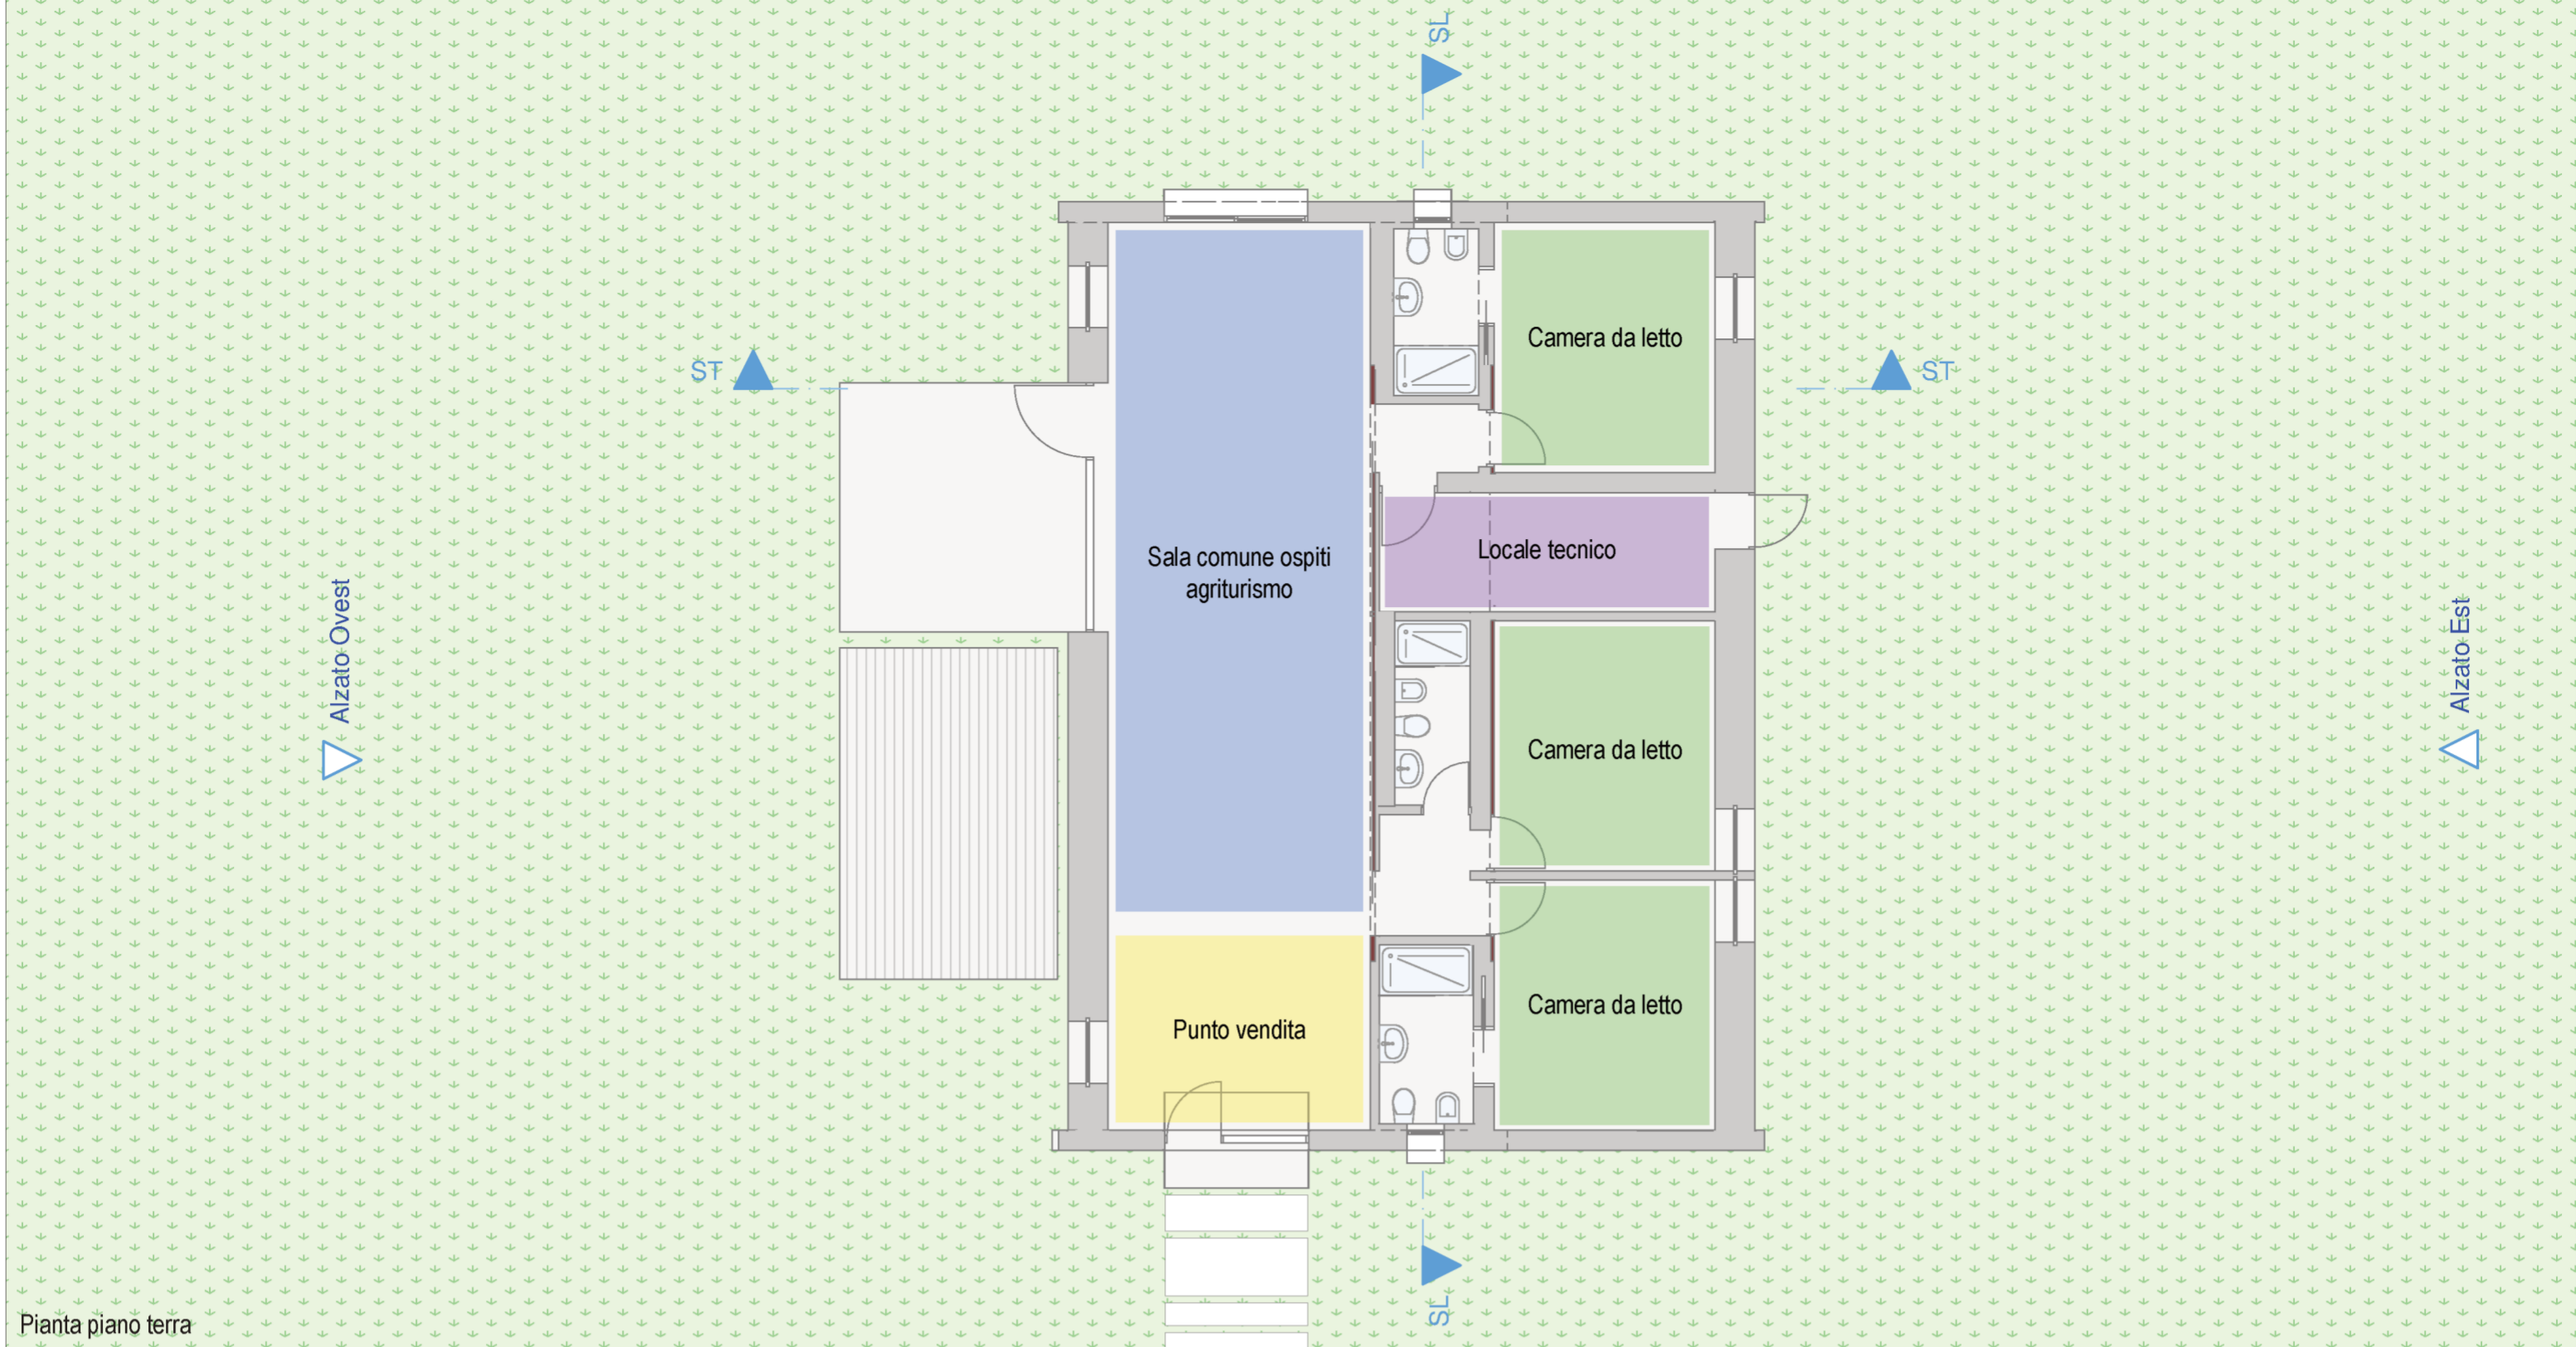 SL
ST
ST
Camera da letto
Locale tecnico
Sala comune ospiti
agriturismo
Alzato Ovest
Alzato Est
Camera da letto
Camera da letto
Punto vendita
SL
Pianta piano terra